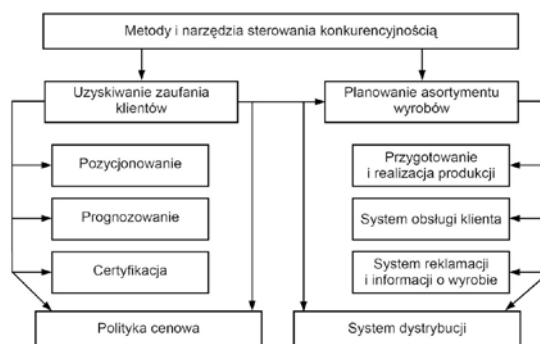 Metody i narzędzia sterowania konkurencyjnością
Uzyskiwanie zaufania
klientów
Planowanie asortymentu
wyrobów
Pozycjonowanie
Przygotowanie
i realizacja produkcji
Prognozowanie
System obsługi klienta
Certyfikacja
System reklamacji
i informacji o wyrobie
Polityka cenowa
System dystrybucji